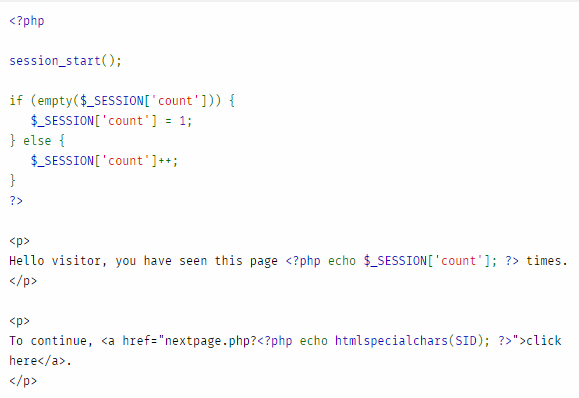 <?php
session_start();
if (empty($_SESSION['count'])) {
   $_SESSION['count'] = 1;
} else {
   $_SESSION['count']++;
}
?>
<p>
Hello visitor, you have seen this page <?php echo $_SESSION['count']; ?> times.
</p>
<p>
To continue, <a href="nextpage.php?<?php echo htmlspecialchars(SID); ?>">click
here</a>.
</p>